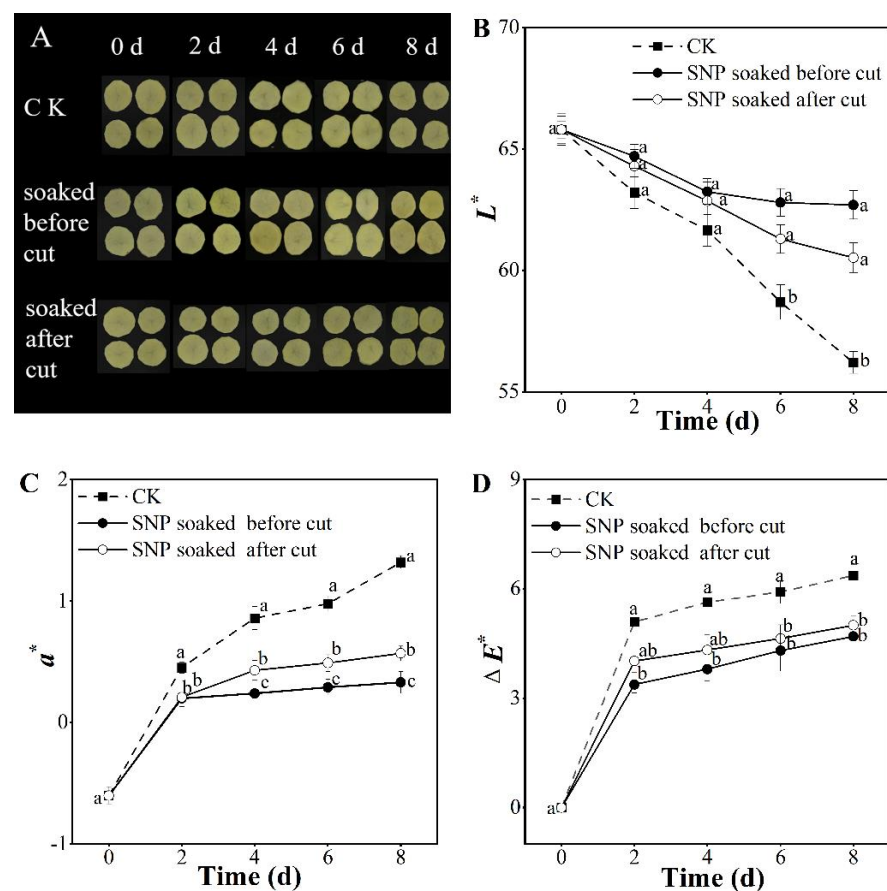 A
0 d 2 d 4 d 6 d 8 d
C K
soaked
before
cut
soaked
after
cut
B
CK
SNP soaked before cut
SNP soaked after cut
70
65
60
55
L*
a
a
a
a
a
a
a
a
a
a
b
b
0 2 4 6 8
Time (d)
C
CK
SNP soaked before cut
SNP soaked after cut
2
1
0
-1
a*
a
a
a
a
a
b
b
b
b
b
c
c
c
0 2 4 6 8
Time (d)
D
CK
SNP soaked before cut
SNP soaked after cut
9
6
3
0
Δ E*
a
a
a
a
a
ab
ab
b
b
b
b
b
b
0 2 4 6 8
Time (d)